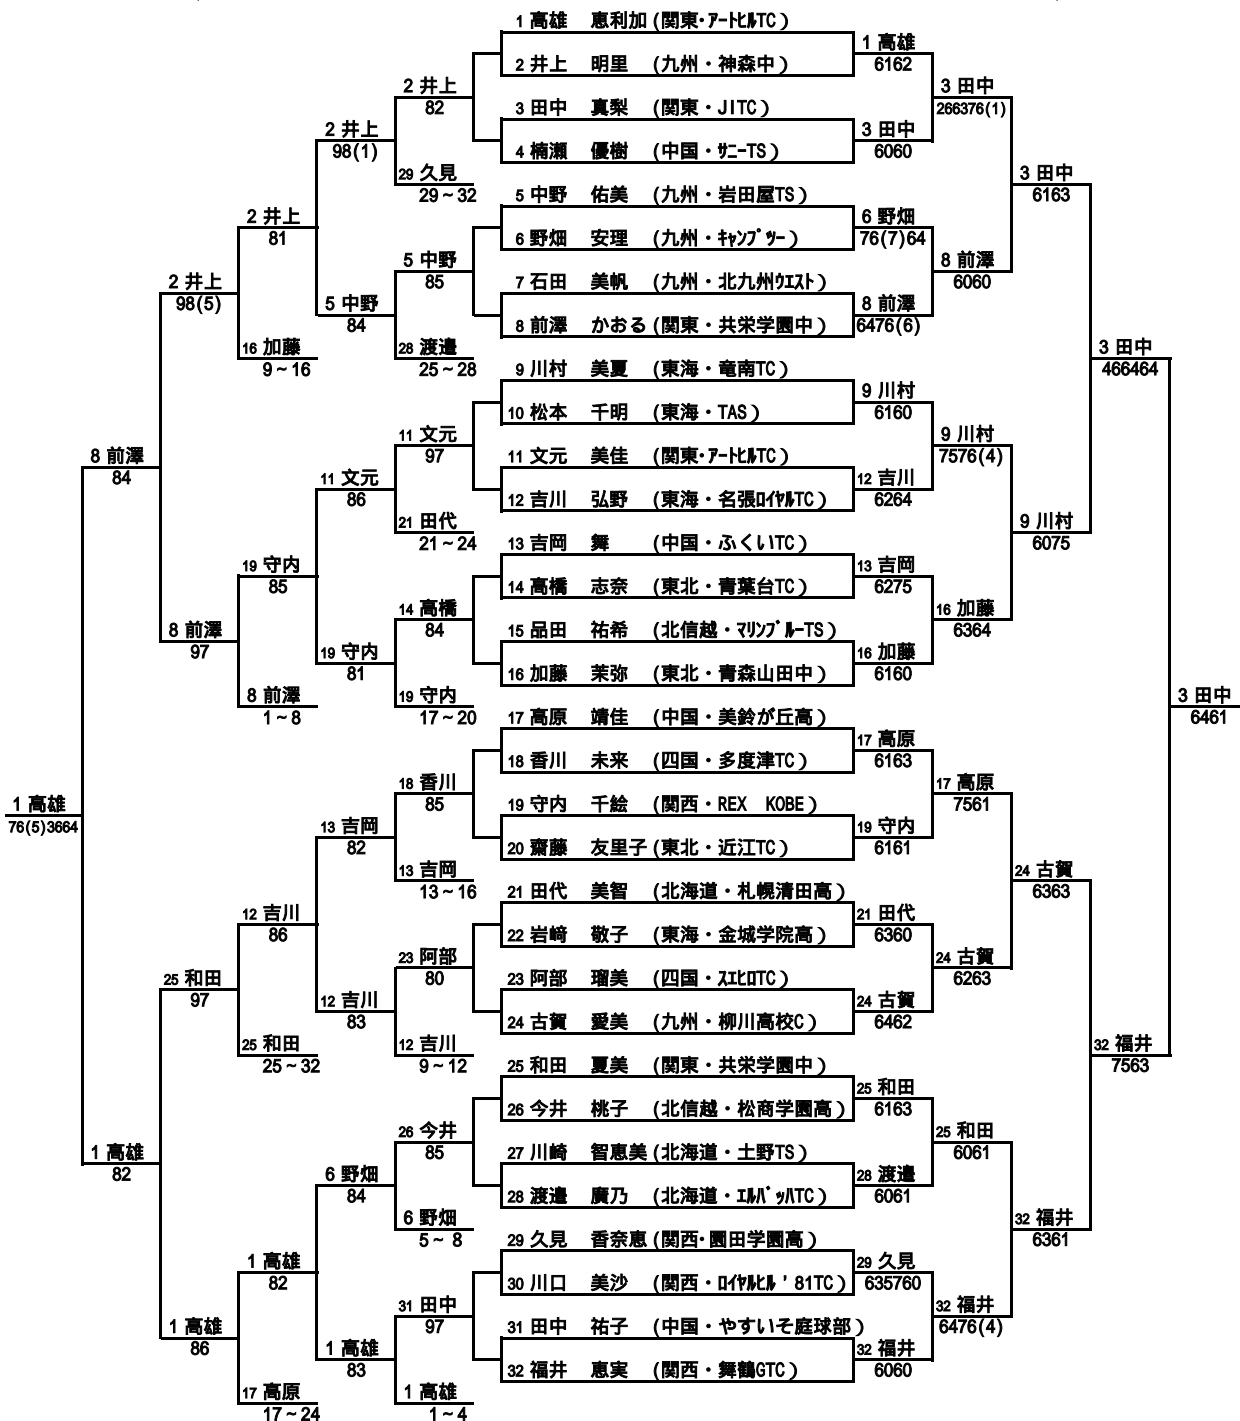 1 高雄 恵利加 (関東・アートヒルTC)
1 高雄
2 井上 明里 (九州・神森中)
6162
2 井上
3 田中
82
3 田中 真梨 (関東・JITC)
266376(1)
2 井上
3 田中
98(1)
4 楠瀬 優樹 (中国・サニーTS)
6060
29 久見
3 田中
29~32
5 中野 佑美 (九州・岩田屋TS)
6163
2 井上
6 野畑
81
6 野畑 安理 (九州・キャンプツー)
76(7)64
5 中野
8 前澤
2 井上
85
7 石田 美帆 (九州・北九州ウエスト)
6060
98(5)
5 中野
8 前澤
84
8 前澤 かおる (関東・共栄学園中)
6476(6)
16 加藤
28 渡邉
3 田中
9~16
25~28
9 川村 美夏 (東海・竜南TC)
466464
9 川村
10 松本 千明 (東海・TAS)
6160
11 文元
9 川村
8 前澤
97
11 文元 美佳 (関東・アートヒルTC)
7576(4)
84
11 文元
12 吉川
86
12 吉川 弘野 (東海・名張ロイヤルTC)
6264
21 田代
9 川村
21~24
13 吉岡 舞 (中国・ふくいTC)
6075
19 守内
13 吉岡
85
14 高橋 志奈 (東北・青葉台TC)
6275
14 高橋
16 加藤
8 前澤
84
15 品田 祐希 (北信越・マリンブルーTS)
6364
97
19 守内
16 加藤
81
16 加藤 茉弥 (東北・青森山田中)
6160
8 前澤
19 守内
3 田中
1~8
17~20
17 高原 靖佳 (中国・美鈴が丘高)
6461
17 高原
18 香川 未来 (四国・多度津TC)
6163
18 香川
17 高原
1 高雄
85
19 守内 千絵 (関西・REX KOBE)
7561
76(5)3664
13 吉岡
19 守内
82
20 齋藤 友里子 (東北・近江TC)
6161
13 吉岡
24 古賀
13~16
21 田代 美智 (北海道・札幌清田高)
6363
12 吉川
21 田代
86
22 岩﨑 敬子 (東海・金城学院高)
6360
23 阿部
24 古賀
25 和田
80
23 阿部 瑠美 (四国・スエヒロTC)
6263
97
12 吉川
24 古賀
83
24 古賀 愛美 (九州・柳川高校C)
6462
25 和田
12 吉川
32 福井
25~32
9~12
25 和田 夏美 (関東・共栄学園中)
7563
25 和田
26 今井 桃子 (北信越・松商学園高)
6163
26 今井
25 和田
1 高雄
85
27 川崎 智恵美 (北海道・土野TS)
6061
82
6 野畑
28 渡邉
84
28 渡邉 廣乃 (北海道・エルバッハTC)
6061
6 野畑
32 福井
5~8
29 久見 香奈恵 (関西・園田学園高)
6361
1 高雄
29 久見
82
30 川口 美沙 (関西・ロイヤルヒル'81TC)
635760
31 田中
32 福井
1 高雄
97
31 田中 祐子 (中国・やすいそ庭球部)
6476(4)
86
1 高雄
32 福井
83
32 福井 恵実 (関西・舞鶴GTC)
6060
17 高原
1 高雄
17~24
1~4